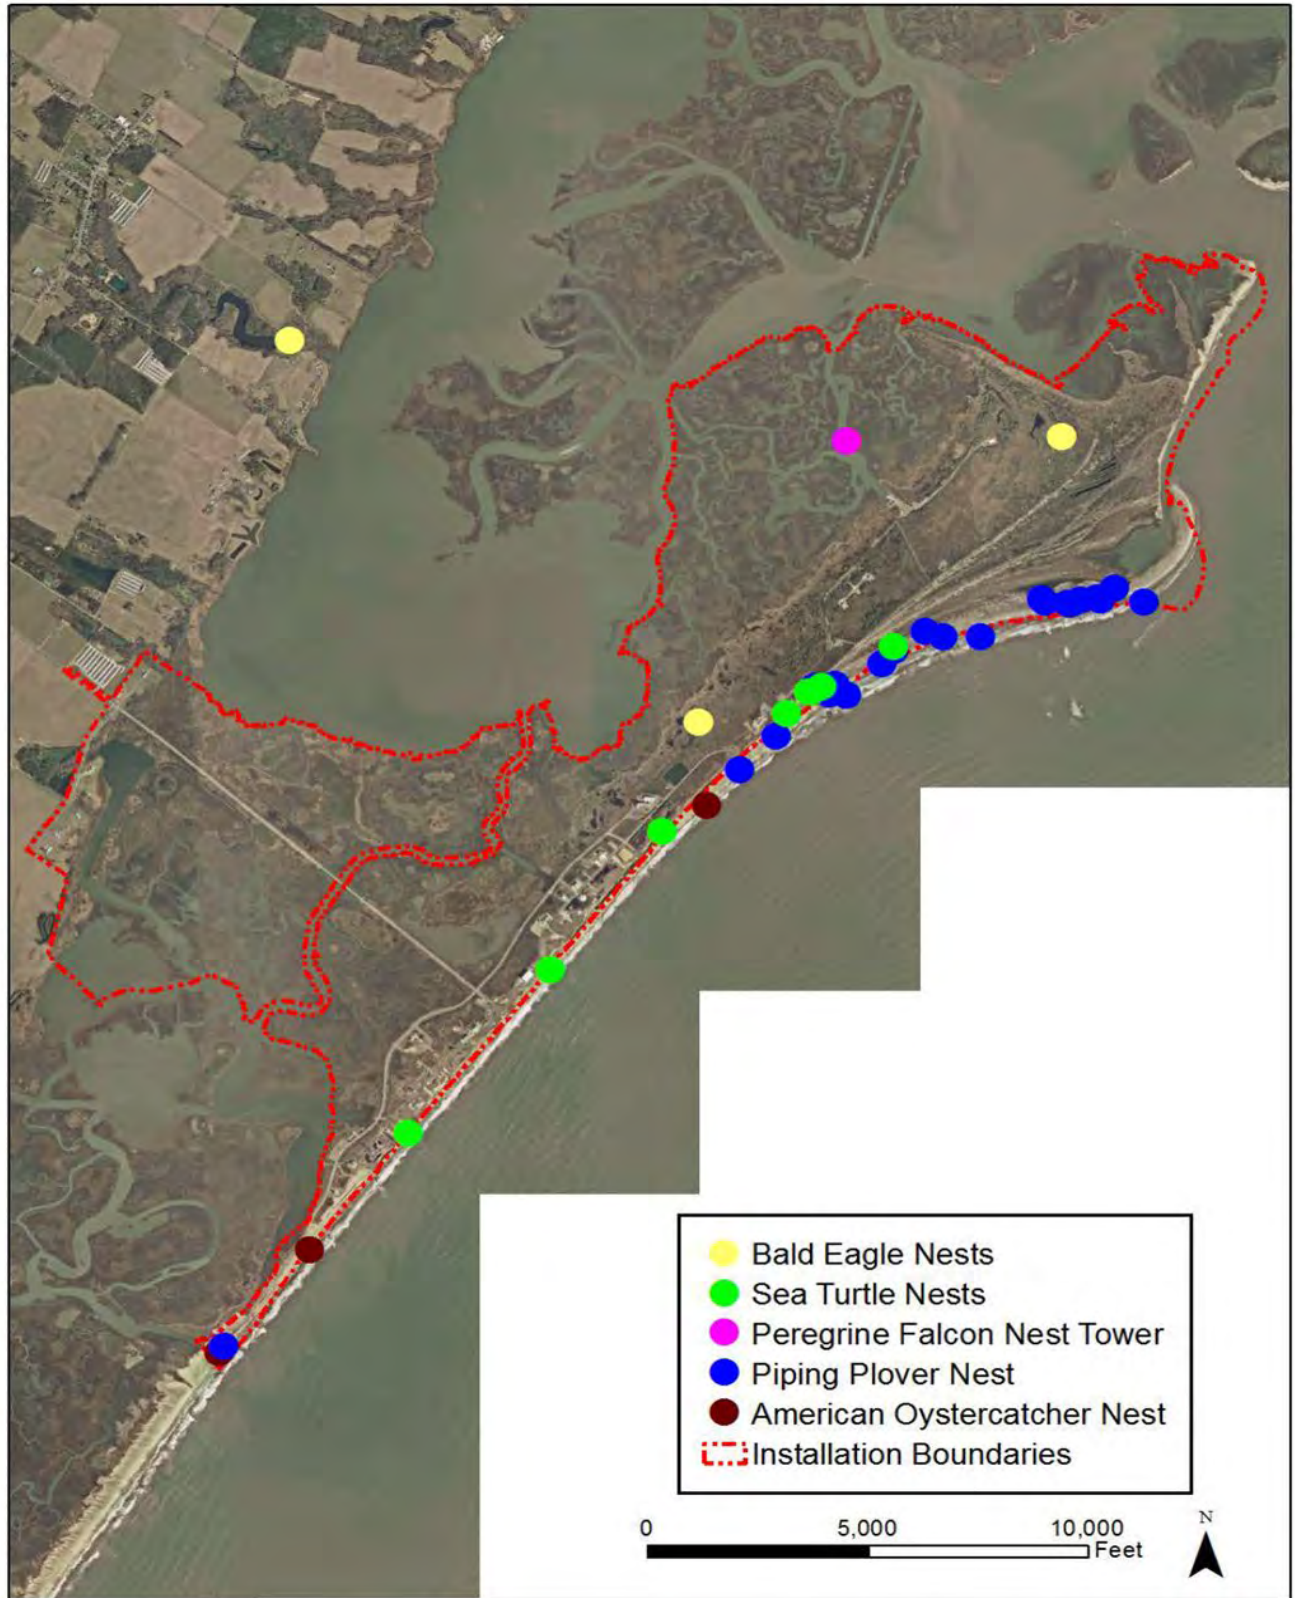 Bald Eagle Nests
Sea Turtle Nests
Peregrine Falcon Nest Tower
Piping Plover Nest
American Oystercatcher Nest
Installation Boundaries
0 5,000 10,000
Feet
N